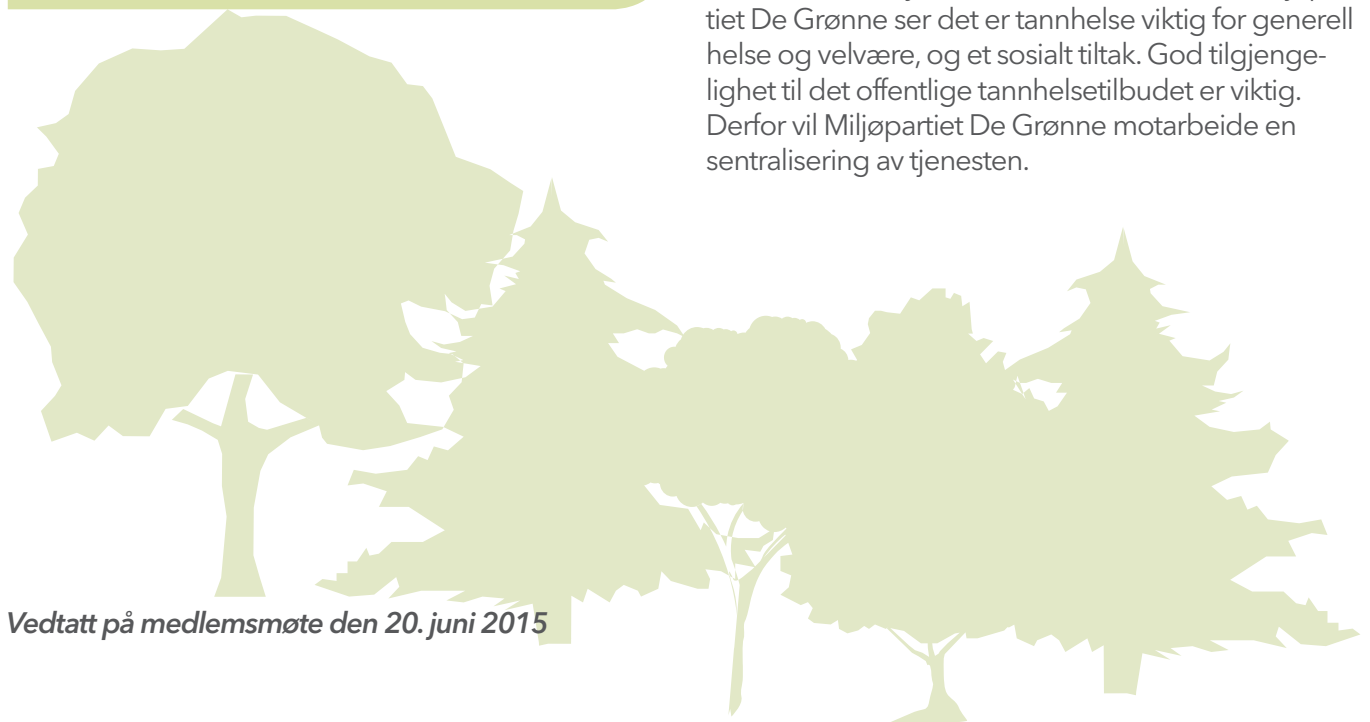 tiet De Grønne ser det er tannhelse viktig for generell
helse og velvære, og et sosialt tiltak. God tilgjenge-
lighet til det offentlige tannhelsetilbudet er viktig.
Derfor vil Miljøpartiet De Grønne motarbeide en
sentralisering av tjenesten.
Vedtatt på medlemsmøte den 20. juni 2015